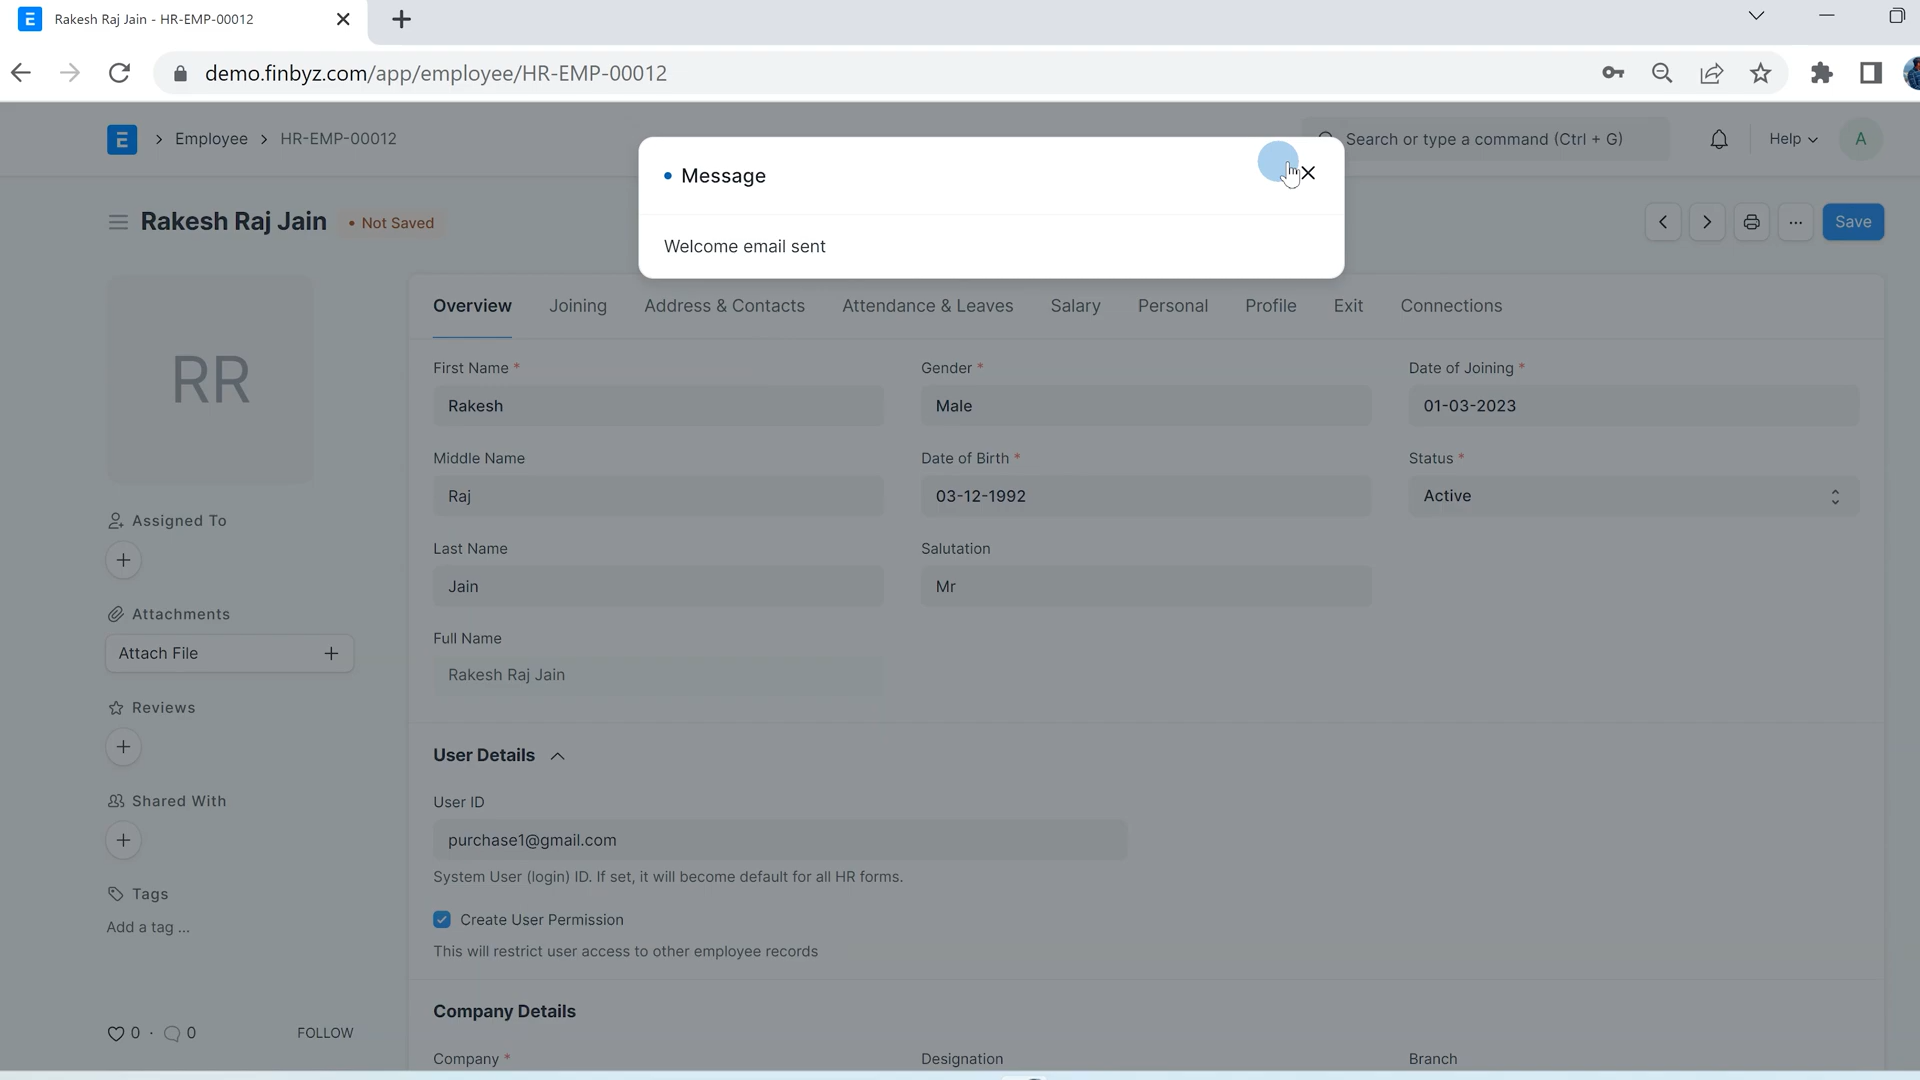 E Rakesh Raj Jain - HR-EMP-00012
demo.finbyz.com/app/employee/HR-EMP-00012
E > Employee > HR-EMP-00012
Search or type a command (Ctrl + G)
Help
A
Message
Welcome email sent
Rakesh Raj Jain • Not Saved
Save
RR
Assigned To
Attachments
Attach File
Reviews
Shared With
Tags
Add a tag ...
0 · 0 FOLLOW
Overview Joining Address & Contacts Attendance & Leaves Salary Personal Profile Exit Connections
First Name * Gender * Date of Joining *
Rakesh Male 01-03-2023
Middle Name Date of Birth * Status *
Raj 03-12-1992 Active
Last Name Salutation
Jain Mr
Full Name
Rakesh Raj Jain
User Details
User ID
purchase1@gmail.com
System User (login) ID. If set, it will become default for all HR forms.
Create User Permission
This will restrict user access to other employee records
Company Details
Company * Designation Branch